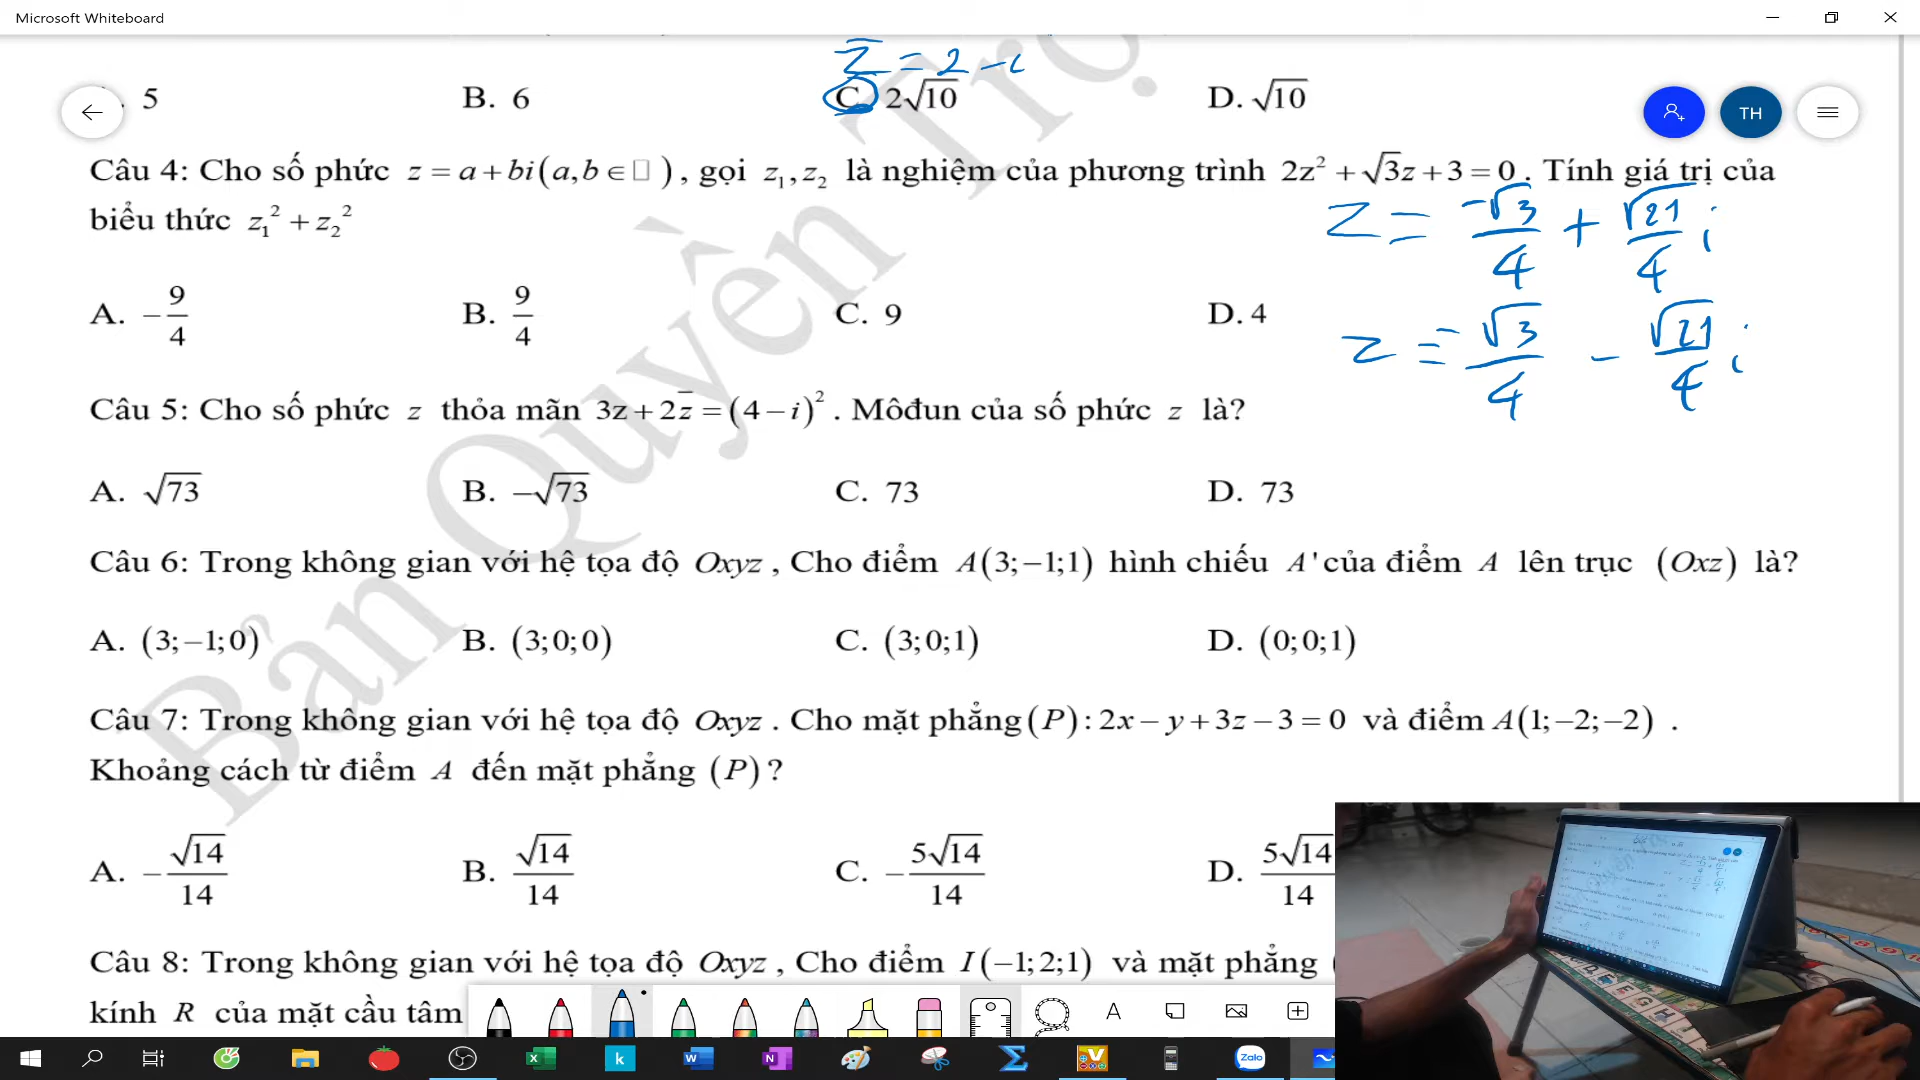 Microsoft Whiteboard
z̅ = 2 - i
5 B. 6 C. 2√10 D. √10
TH
Câu 4: Cho số phức z = a + bi(a,b ∈ □), gọi z₁, z₂ là nghiệm của phương trình 2z² + √3z + 3 = 0. Tính giá trị của
biểu thức z₁² + z₂²
z = -√3/4 + √21/4 i
A. -9/4 B. 9/4 C. 9 D. 4
z = -√3/4 - √21/4 i
Câu 5: Cho số phức z thỏa mãn 3z + 2z̅ = (4 - i)². Môđun của số phức z là?
A. √73 B. -√73 C. 73 D. 73
Câu 6: Trong không gian với hệ tọa độ Oxyz, Cho điểm A(3;-1;1) hình chiếu A' của điểm A lên trục (Oxz) là?
A. (3;-1;0) B. (3;0;0) C. (3;0;1) D. (0;0;1)
Câu 7: Trong không gian với hệ tọa độ Oxyz. Cho mặt phẳng (P): 2x - y + 3z - 3 = 0 và điểm A(1;-2;-2).
Khoảng cách từ điểm A đến mặt phẳng (P)?
A. -√14/14 B. √14/14 C. -5√14/14 D. 5√14/14
Câu 8: Trong không gian với hệ tọa độ Oxyz, Cho điểm I(-1;2;1) và mặt phẳng (
kính R của mặt cầu tâm
Bản Quyền Trọ
A
Zalo